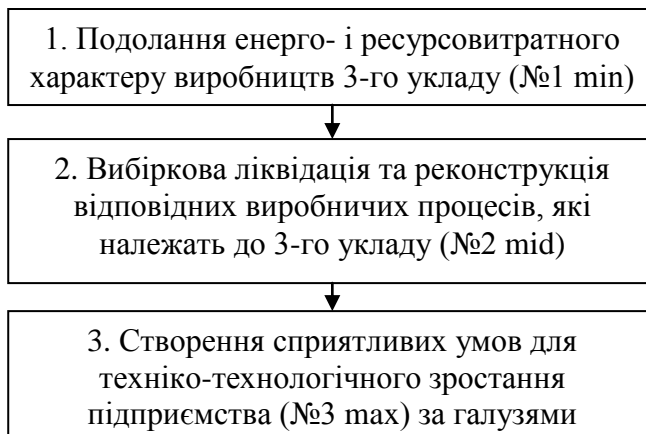 1. Подолання енерго- і ресурсовитратного
характеру виробництв 3-го укладу (№1 min)
2. Вибіркова ліквідація та реконструкція
відповідних виробничих процесів, які
належать до 3-го укладу (№2 mid)
3. Створення сприятливих умов для
техніко-технологічного зростання
підприємства (№3 max) за галузями